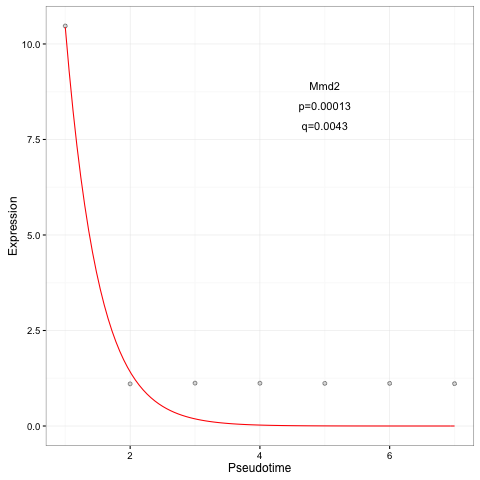 Mmd2
p=0.00013
q=0.0043
Expression
10.0
7.5
5.0
2.5
0.0
2 4 6
Pseudotime